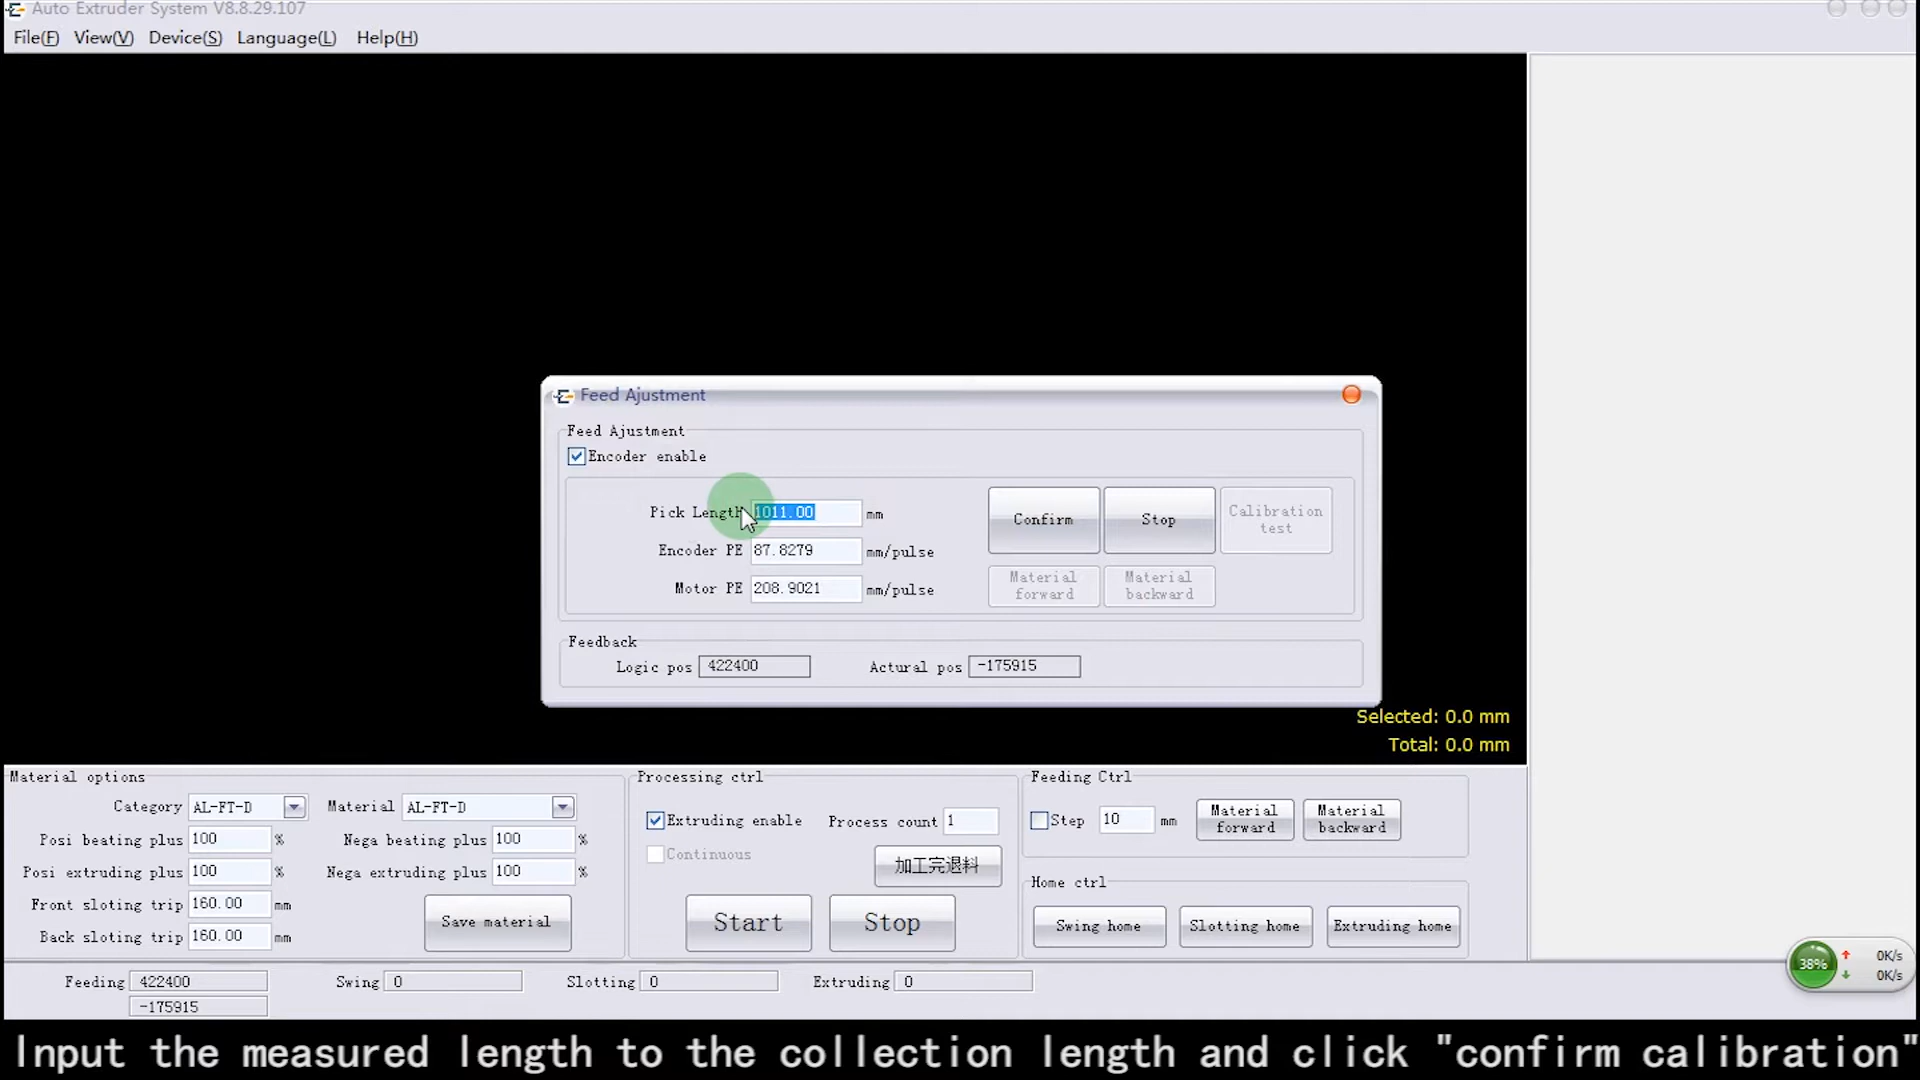 Auto Extruder System V8.8.29.107
File(F) View(V) Device(S) Language(L) Help(H)
Feed Ajustment
Feed Ajustment
Encoder enable
Pick Length 1011.00 mm
Encoder PE 87.8279 mm/pulse
Motor PE 208.9021 mm/pulse
Confirm
Stop
Calibration
test
Material
forward
Material
backward
Feedback
Logic pos 422400 Actural pos -175915
Selected: 0.0 mm
Total: 0.0 mm
Material options
Category AL-FT-D Material AL-FT-D
Posi beating plus 100 % Nega beating plus 100 %
Posi extruding plus 100 % Nega extruding plus 100 %
Front sloting trip 160.00 mm
Back sloting trip 160.00 mm
Save material
Processing ctrl
Extruding enable Process count 1
Continuous
加工完退料
Start Stop
Feeding Ctrl
Step 10 mm
Material
forward
Material
backward
Home ctrl
Swing home Slotting home Extruding home
Feeding 422400 Swing 0 Slotting 0 Extruding 0
-175915
38%
0K/s
0K/s
Input the measured length to the collection length and click "confirm calibration"